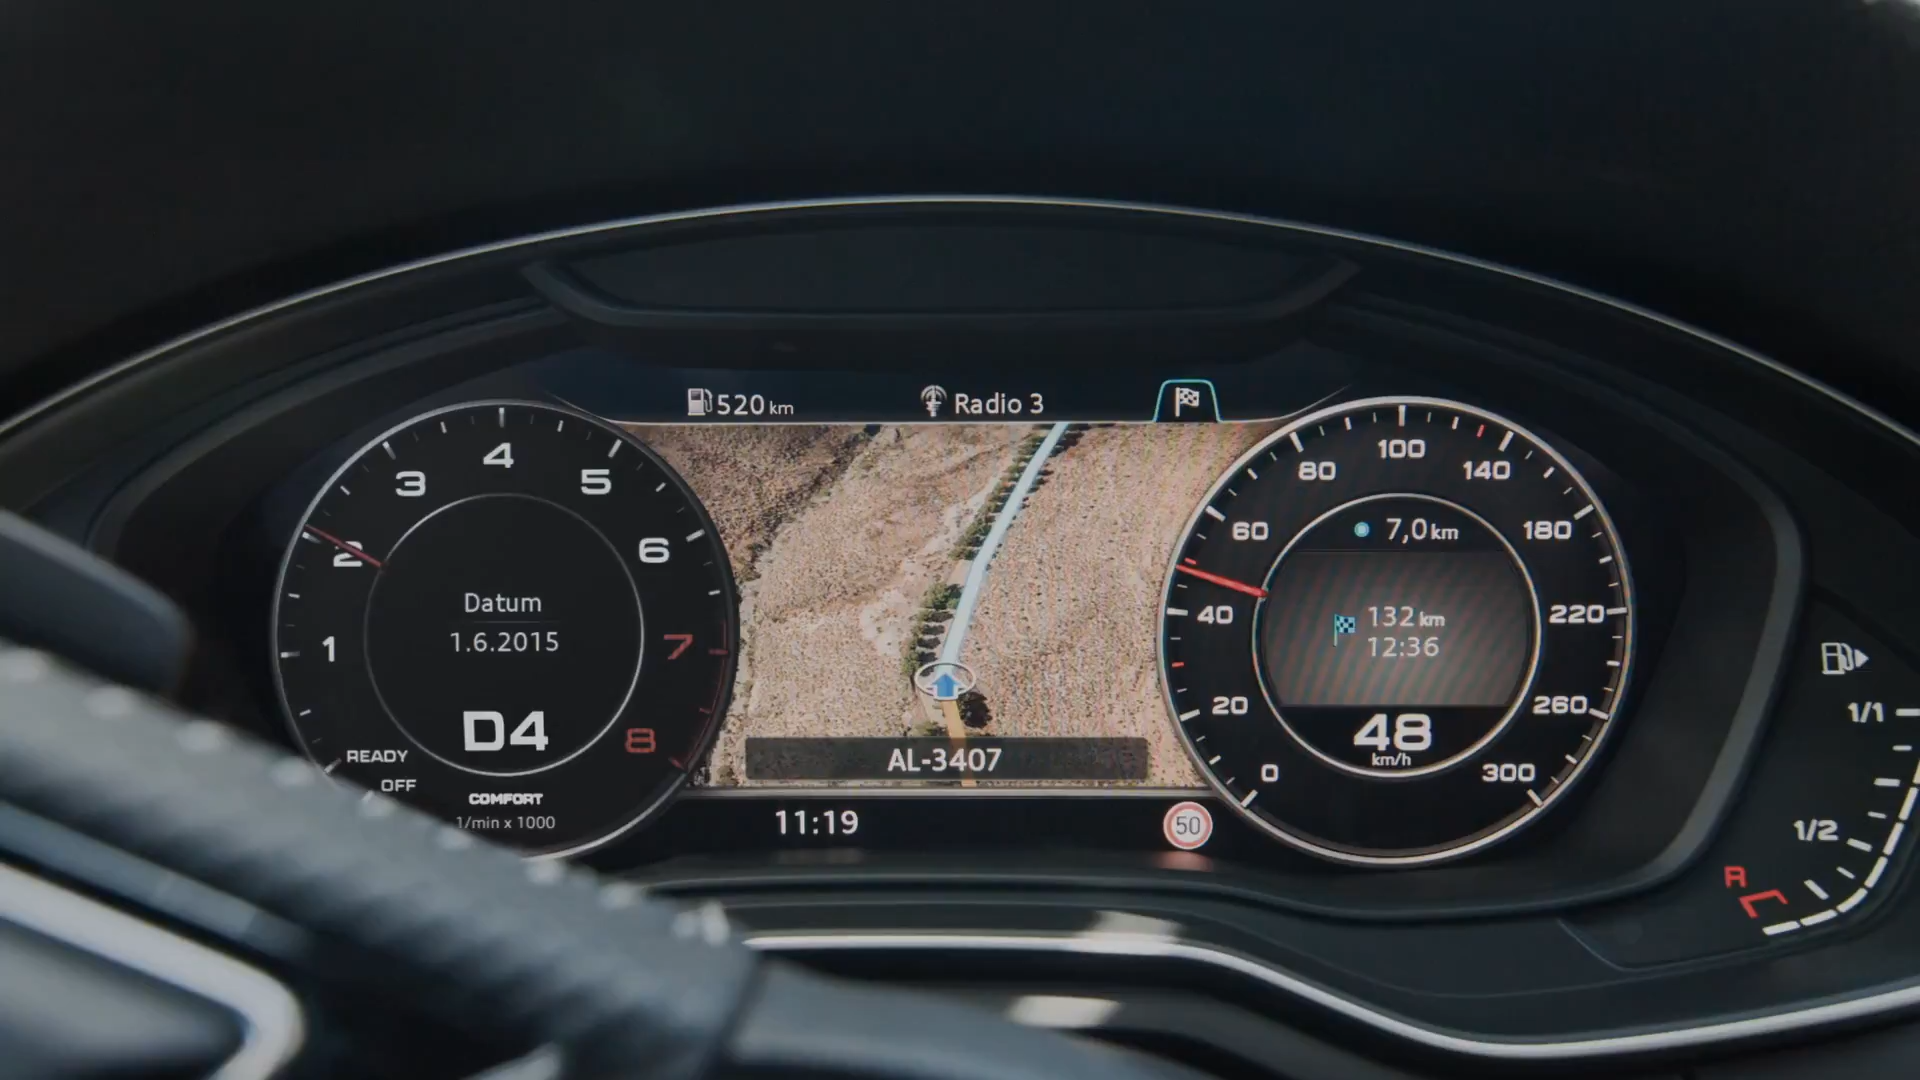 520 km
Radio 3
1
2
3
4
5
6
7
8
Datum
1.6.2015
D4
READY
OFF
COMFORT
1/min x 1000
AL-3407
11:19
50
0
20
40
60
80
100
140
180
220
260
300
7,0 km
132 km
12:36
48
km/h
1/1
1/2
R